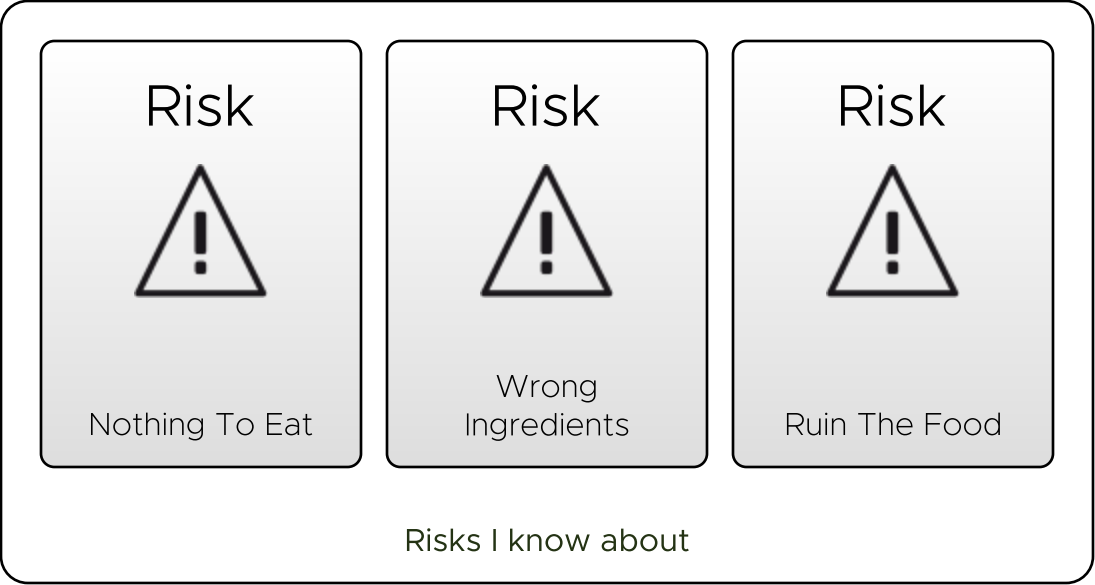 Risk
Nothing To Eat
Risk
Wrong
Ingredients
Risk
Ruin The Food
Risks I know about